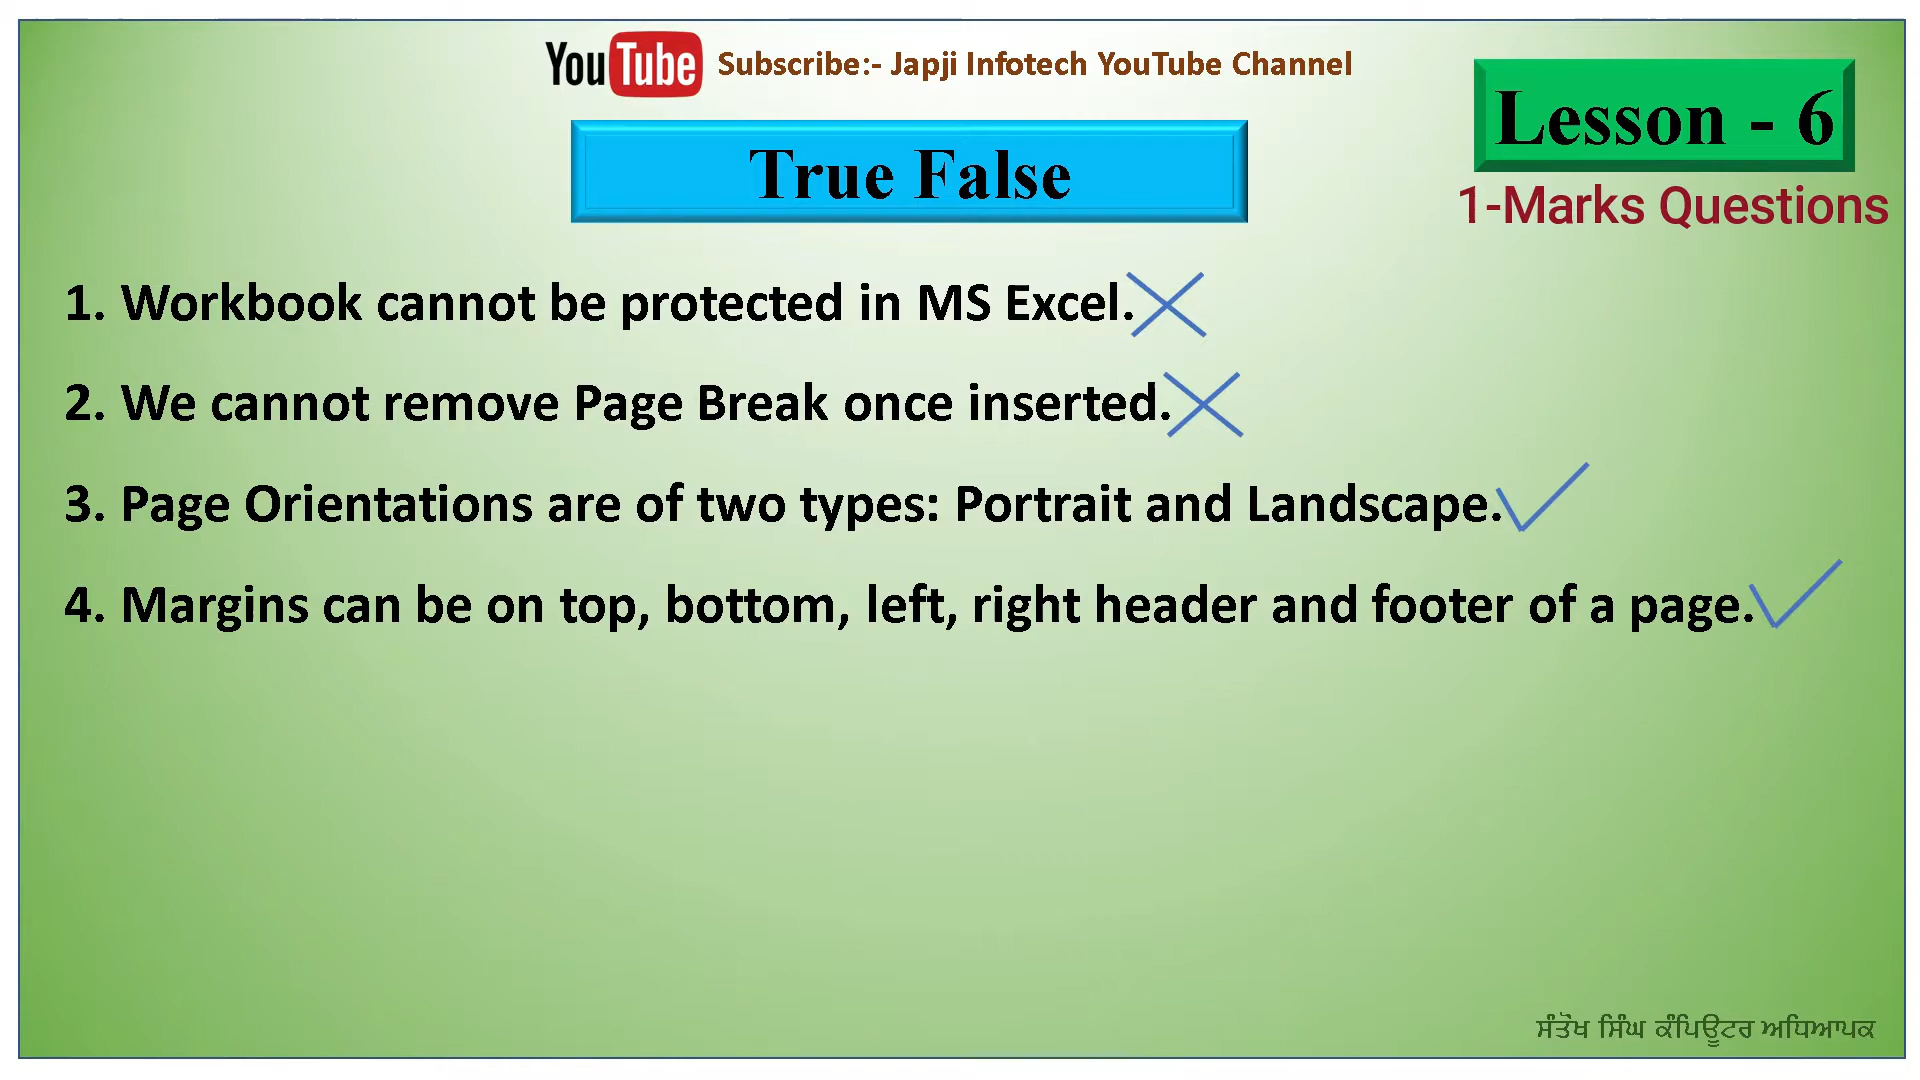 YouTube Subscribe:- Japji Infotech YouTube Channel
Lesson - 6
True False
1-Marks Questions
1. Workbook cannot be protected in MS Excel.
2. We cannot remove Page Break once inserted.
3. Page Orientations are of two types: Portrait and Landscape.
4. Margins can be on top, bottom, left, right header and footer of a page.
ਸੰਤੋਖ ਸਿੰਘ ਕੰਪਿਊਟਰ ਅਧਿਆਪਕ